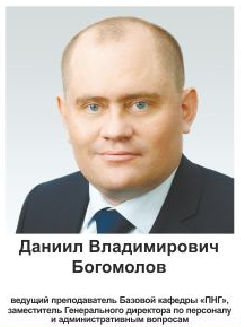 Даниил Владимирович
Богомолов
ведущий преподаватель Базовой кафедры «ПНГ»,
заместитель Генерального директора по персоналу
и административным вопросам